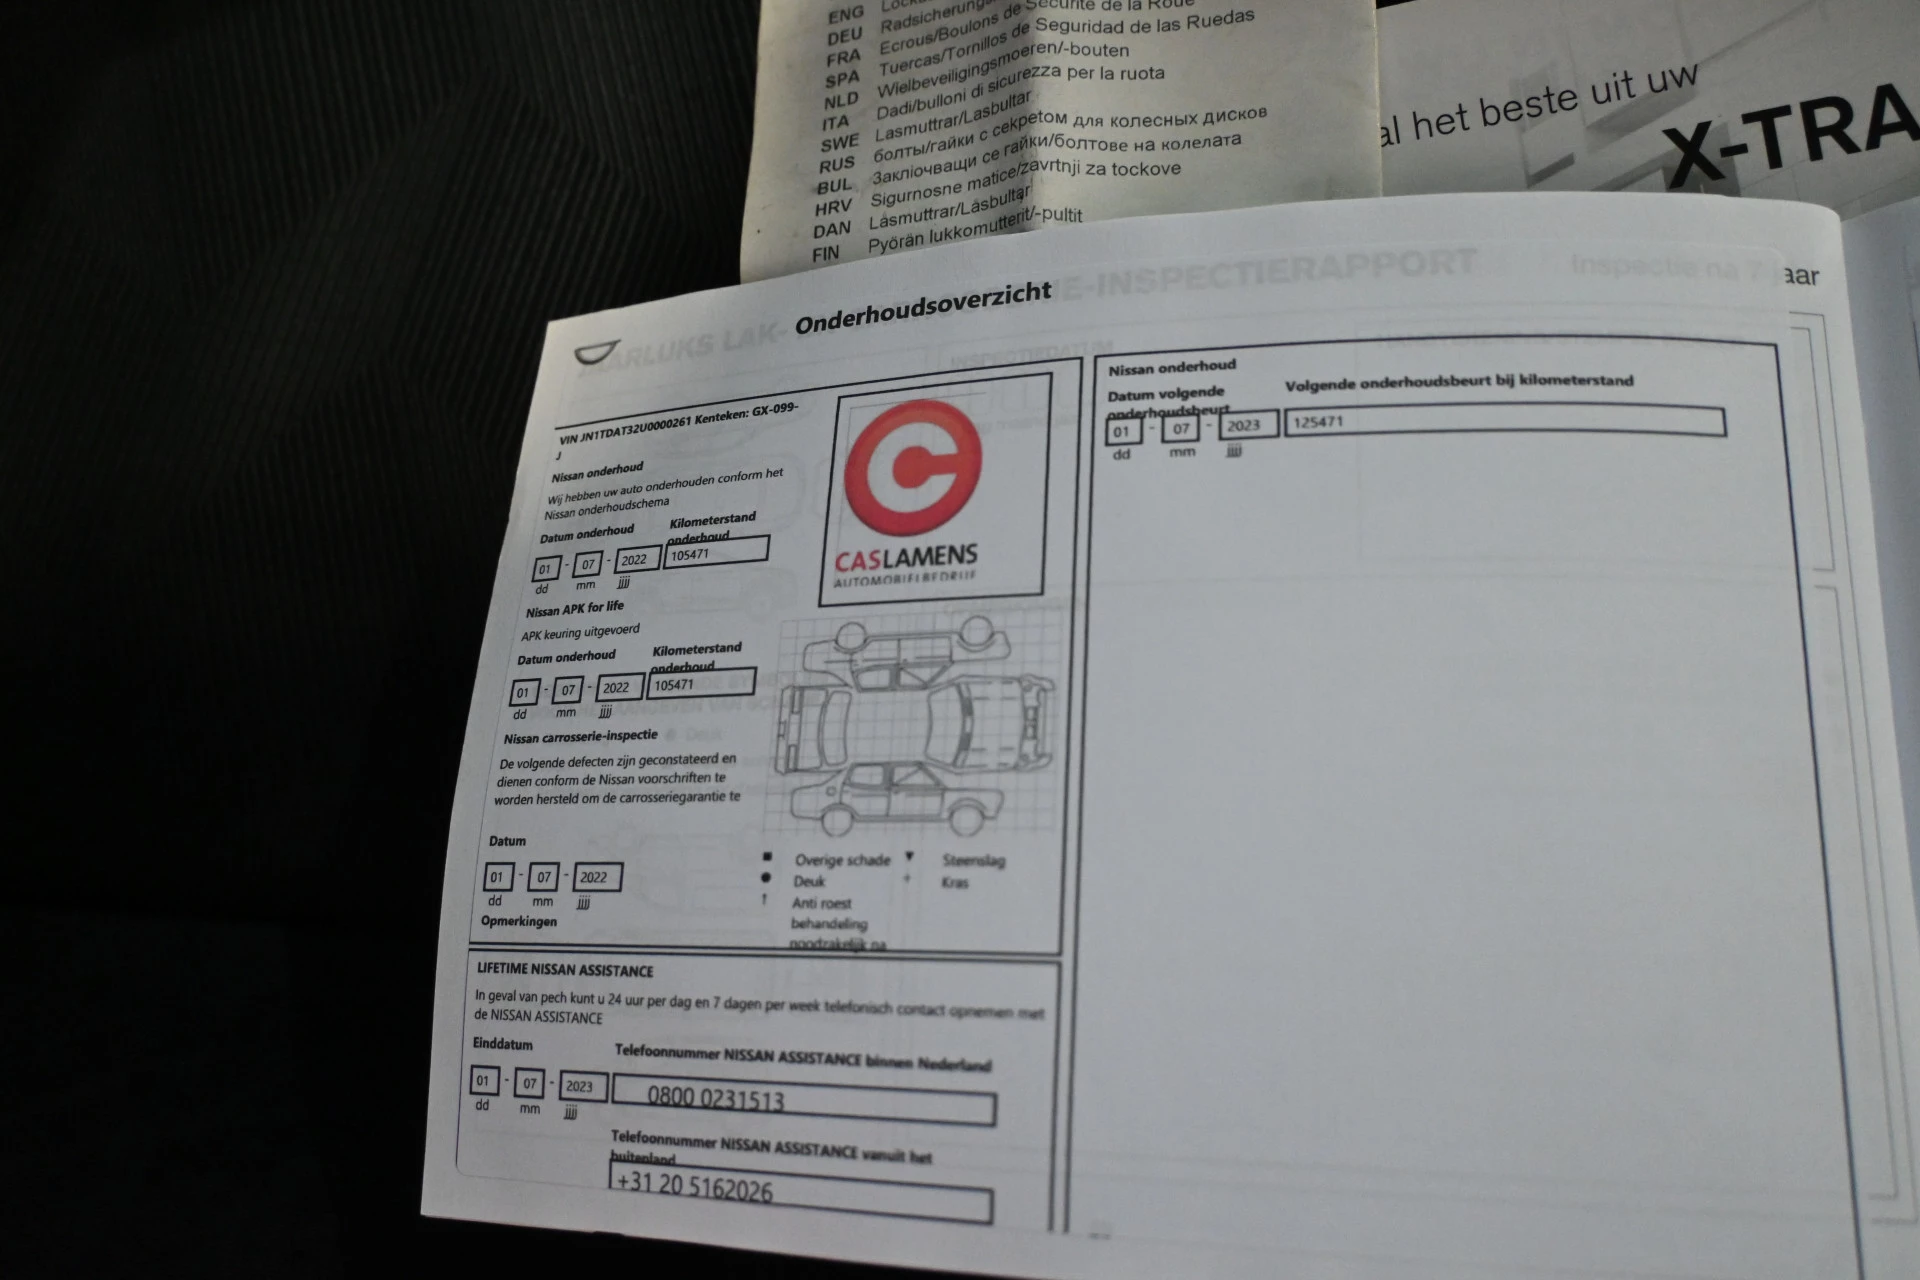 ENG
DEU Radsicherung
FRA Ecrous/Boulons de Sécurité de la Roue
SPA Tuercas/Tornillos de Seguridad de las Ruedas
NLD Wielbeveiligingsmoeren/-bouten
ITA Dadi/bulloni di sicurezza per la ruota
SWE Lasmuttrar/Lasbultar
RUS болты/гайки с секретом для колесных дисков
BUL Заключващи се гайки/болтове на колелата
HRV Sigurnosne matice/zavrtnji za tockove
DAN Låsmuttrar/Låsbultar
FIN Pyörän lukkomutterit/-pultit
al het beste uit uw
X-TRA
Onderhoudsoverzicht
E-INSPECTIERAPPORT
Inspectie na 7 jaar
VIN JN1TDAT32U0000261 Kenteken: GX-099-
J
Nissan onderhoud
Wij hebben uw auto onderhouden conform het
Nissan onderhoudschema
Datum onderhoud Kilometerstand
onderhoud
01 - 07 - 2022 105471
dd mm jjjj
Nissan APK for life
APK keuring uitgevoerd
Datum onderhoud Kilometerstand
onderhoud
01 - 07 - 2022 105471
dd mm jjjj
Nissan carrosserie-inspectie
De volgende defecten zijn geconstateerd en
dienen conform de Nissan voorschriften te
worden hersteld om de carrosseriegarantie te
Datum
01 - 07 - 2022
dd mm jjjj
Opmerkingen
CASLAMENS
AUTOMOBIELBEDRIJF
Overige schade Steenslag
Deuk Kras
Anti roest
behandeling
noodzakelijk na
LIFETIME NISSAN ASSISTANCE
In geval van pech kunt u 24 uur per dag en 7 dagen per week telefonisch contact opnemen met
de NISSAN ASSISTANCE
Einddatum Telefoonnummer NISSAN ASSISTANCE binnen Nederland
01 - 07 - 2023 0800 0231513
dd mm jjjj
Telefoonnummer NISSAN ASSISTANCE vanuit het
buitenland
+31 20 5162026
Nissan onderhoud
Datum volgende Volgende onderhoudsbeurt bij kilometerstand
onderhoudsbeurt
01 - 07 - 2023 125471
dd mm jjjj